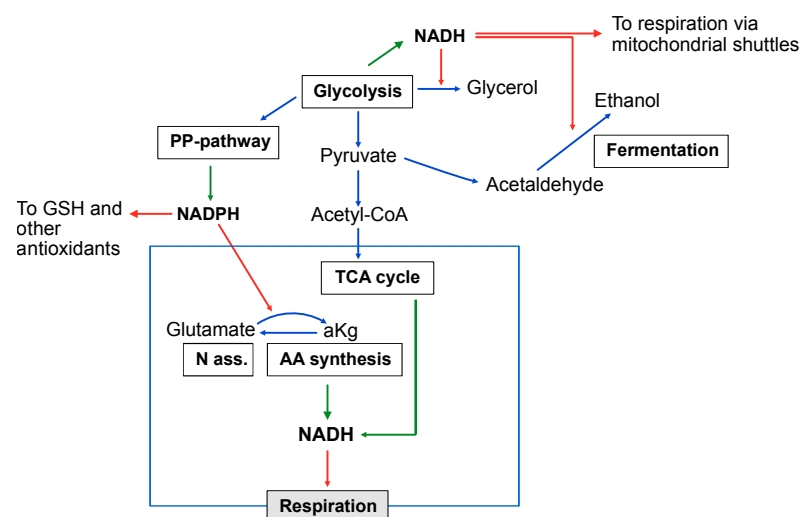 NADH
To respiration via
mitochondrial shuttles
Glycolysis
Glycerol
Ethanol
PP-pathway
Pyruvate
Fermentation
Acetaldehyde
To GSH and
other
antioxidants
NADPH
Acetyl-CoA
TCA cycle
Glutamate
aKg
N ass.
AA synthesis
NADH
Respiration